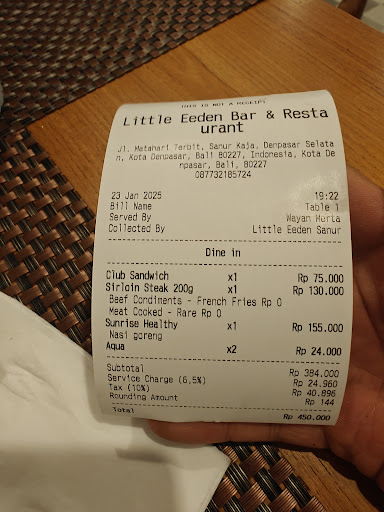 THIS IS NOT A RECEIPT
Little Eeden Bar & Resta
urant
Jl. Matahari Terbit, Sanur Kaja, Denpasar Selata
n, Kota Denpasar, Bali 80227, Indonesia, Kota De
npasar, Bali, 80227
087732185724
23 Jan 2025 19:22
Bill Name Table 1
Served By Wayan Merta
Collected By Little Eeden Sanur
Dine in
Club Sandwich x1 Rp 75.000
Sirloin Steak 200g x1 Rp 130.000
Beef Condiments - French Fries Rp 0
Meat Cooked - Rare Rp 0
Sunrise Healthy x1 Rp 155.000
Nasi goreng
Aqua x2 Rp 24.000
Subtotal Rp 384.000
Service Charge (6,5%) Rp 24.960
Tax (10%) Rp 40.896
Rounding Amount Rp 144
Total Rp 450.000